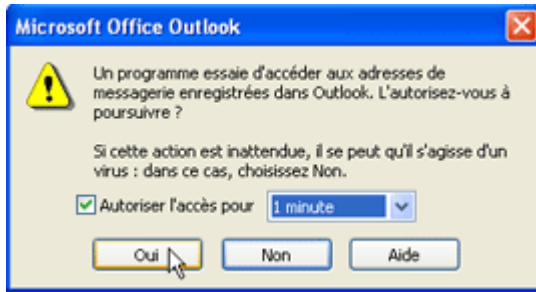 Microsoft Office Outlook
Un programme essaie d'accéder aux adresses de
messagerie enregistrées dans Outlook. L'autorisez-vous à
poursuivre ?
Si cette action est inattendue, il se peut qu'il s'agisse d'un
virus : dans ce cas, choisissez Non.
Autoriser l'accès pour 1 minute
Oui Non Aide